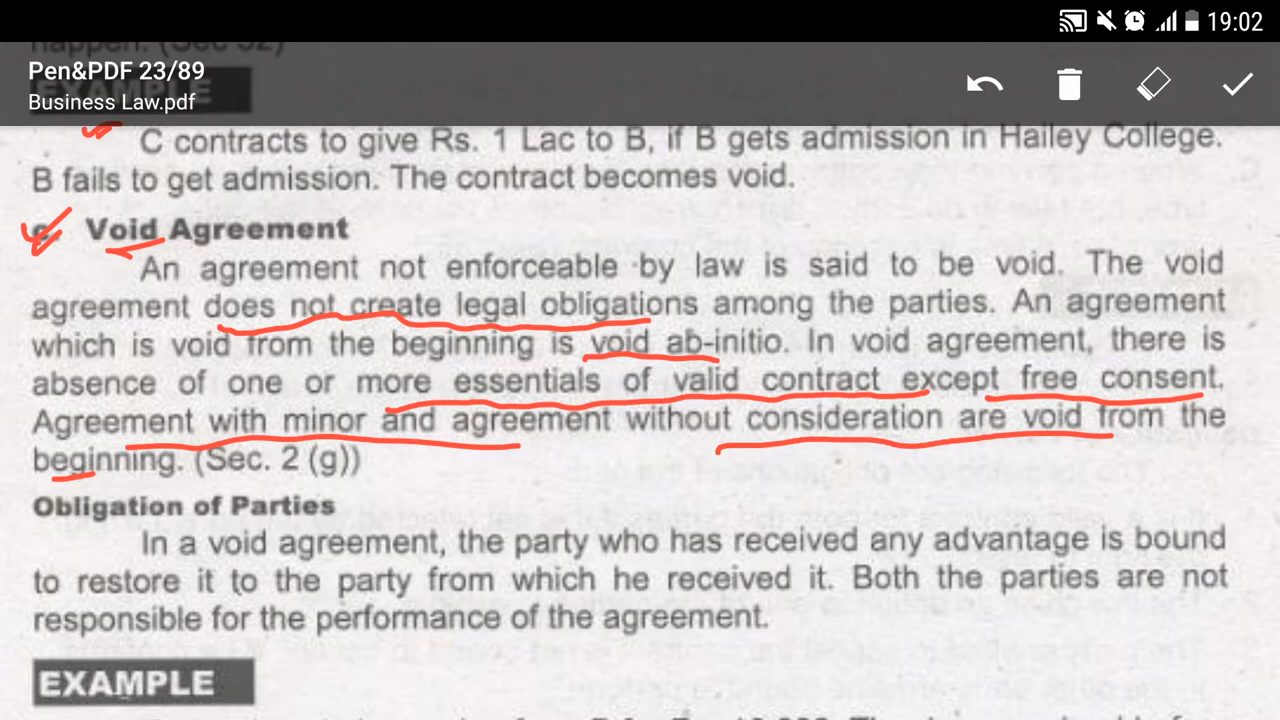 19:02
happen. (Sec 32)
Pen&PDF 23/89
EXAMPLE
Business Law.pdf
C contracts to give Rs. 1 Lac to B, if B gets admission in Hailey College.
B fails to get admission. The contract becomes void.
Void Agreement
An agreement not enforceable by law is said to be void. The void
agreement does not create legal obligations among the parties. An agreement
which is void from the beginning is void ab-initio. In void agreement, there is
absence of one or more essentials of valid contract except free consent.
Agreement with minor and agreement without consideration are void from the
beginning. (Sec. 2 (g))
Obligation of Parties
In a void agreement, the party who has received any advantage is bound
to restore it to the party from which he received it. Both the parties are not
responsible for the performance of the agreement.
EXAMPLE